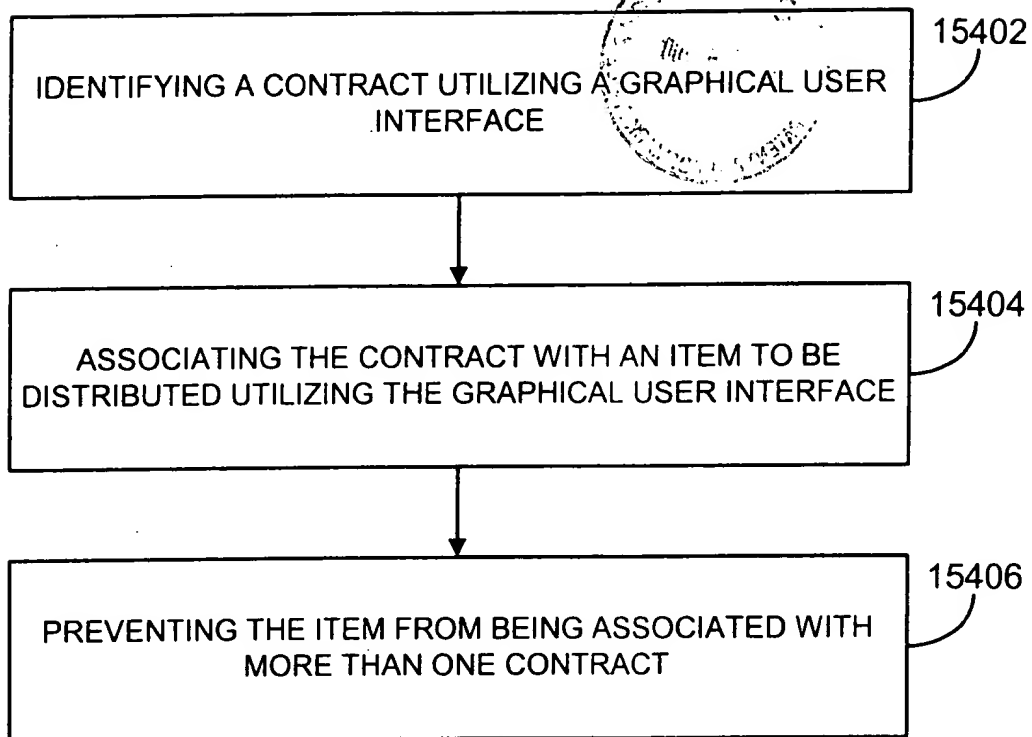 15402
IDENTIFYING A CONTRACT UTILIZING A GRAPHICAL USER
INTERFACE
15404
ASSOCIATING THE CONTRACT WITH AN ITEM TO BE
DISTRIBUTED UTILIZING THE GRAPHICAL USER INTERFACE
15406
PREVENTING THE ITEM FROM BEING ASSOCIATED WITH
MORE THAN ONE CONTRACT